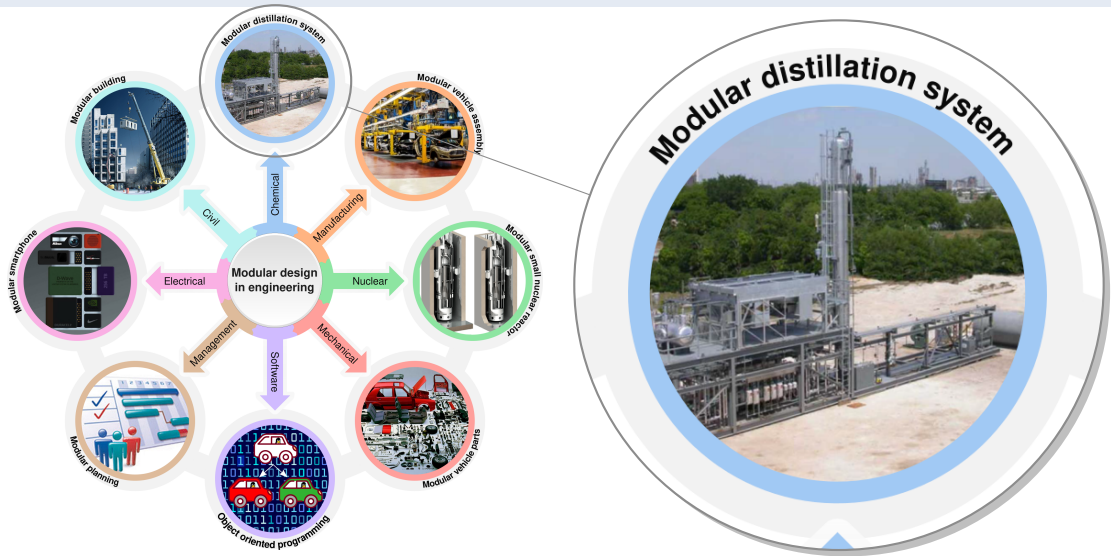 Modular distillation system
Modular vehicle assembly
Modular small nuclear reactor
Modular vehicle parts
Object oriented programming
Modular planning
Modular smartphone
Modular building
Chemical
Manufacturing
Nuclear
Mechanical
Software
Management
Electrical
Civil
Modular design
in engineering
Modular distillation system